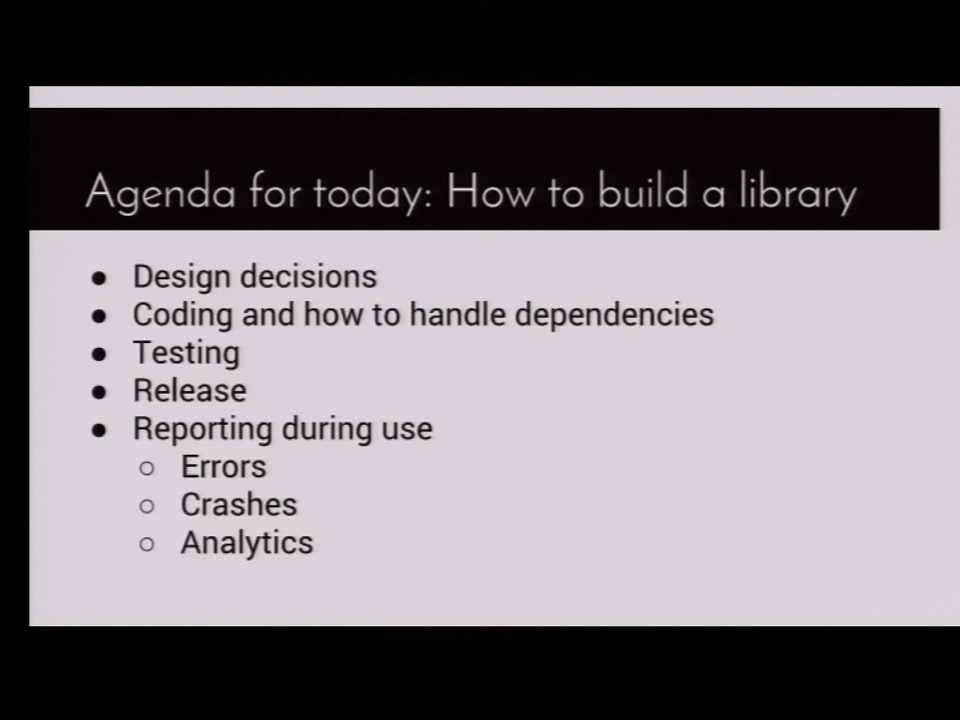 Agenda for today: How to build a library
● Design decisions
● Coding and how to handle dependencies
● Testing
● Release
● Reporting during use
○ Errors
○ Crashes
○ Analytics